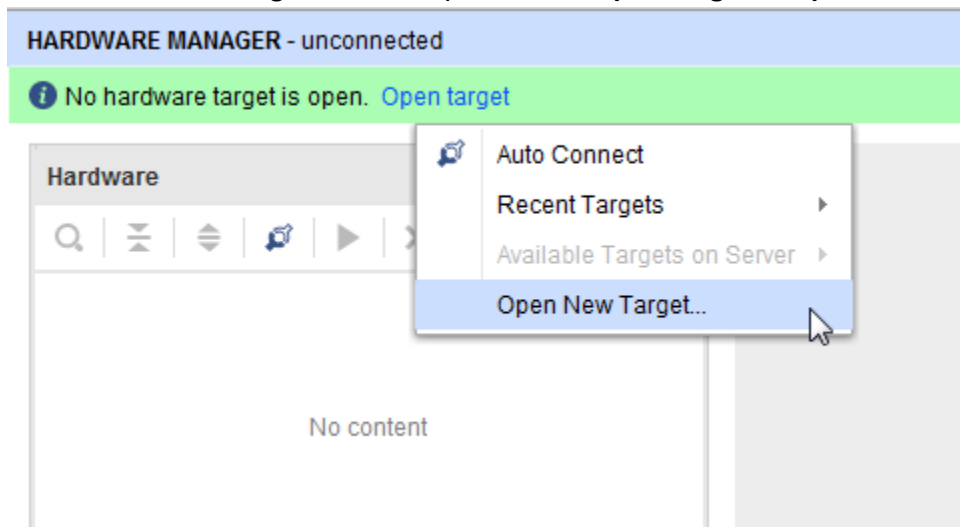 HARDWARE MANAGER - unconnected
No hardware target is open. Open target
Hardware
Auto Connect
Recent Targets
Available Targets on Server
Open New Target...
No content